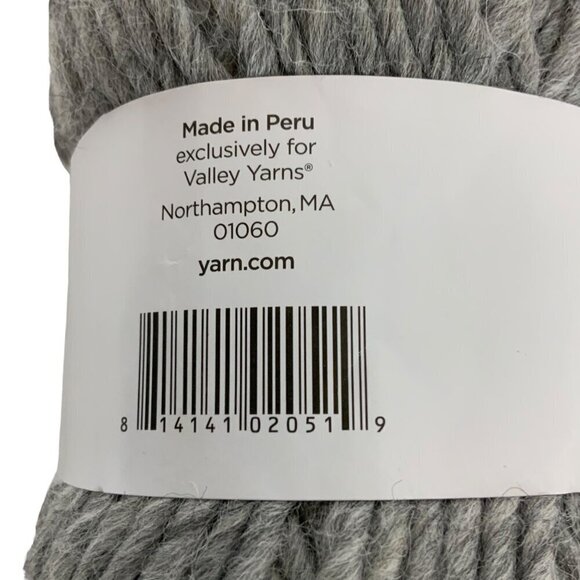 Made in Peru
exclusively for
Valley Yarns®
Northampton, MA
01060
yarn.com
8 14141 02051 9